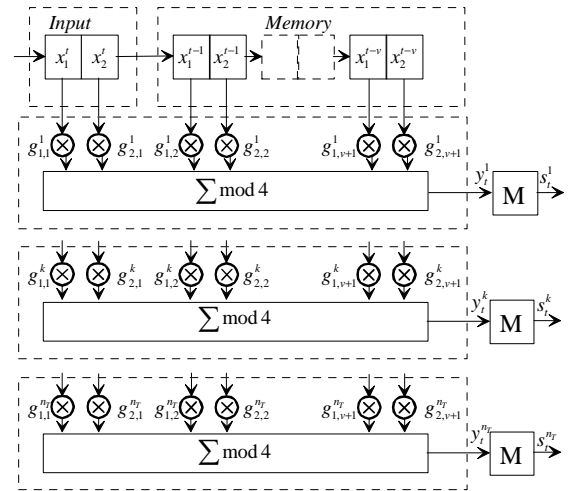 Input Memory
x_1^t x_2^t x_1^{t-1} x_2^{t-1} x_1^{t-v} x_2^{t-v}
g_{1,1}^1 g_{2,1}^1 g_{1,2}^1 g_{2,2}^1 g_{1,v+1}^1 g_{2,v+1}^1
∑ mod 4 y_t^1 M s_t^1
g_{1,1}^k g_{2,1}^k g_{1,2}^k g_{2,2}^k g_{1,v+1}^k g_{2,v+1}^k
∑ mod 4 y_t^k M s_t^k
g_{1,1}^{n_T} g_{2,1}^{n_T} g_{1,2}^{n_T} g_{2,2}^{n_T} g_{1,v+1}^{n_T} g_{2,v+1}^{n_T}
∑ mod 4 y_t^{n_T} M s_t^{n_T}